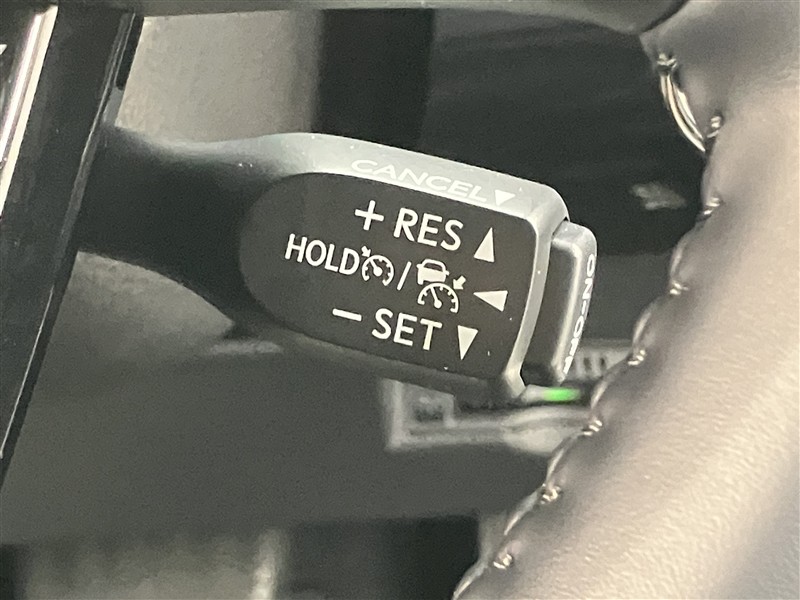 CANCEL▼
+ RES ▲
HOLD / ◀
− SET ▼
ON-OFF